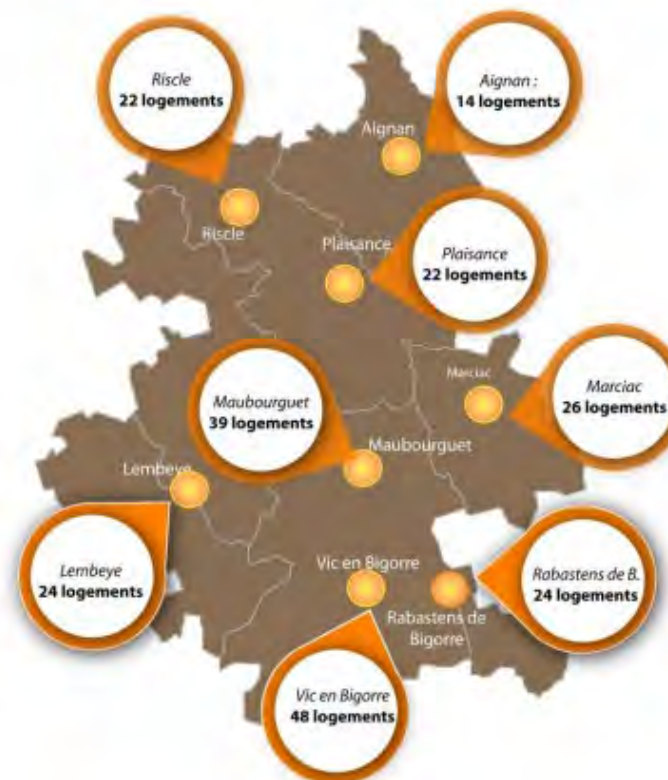 Riscle
22 logements
Aignan :
14 logements
Aignan
Riscle
Plaisance
Plaisance
22 logements
Marciac
Marciac
26 logements
Maubourguet
39 logements
Maubourguet
Lembeye
Lembeye
24 logements
Vic en Bigorre
Rabastens de
Bigorre
Rabastens de B.
24 logements
Vic en Bigorre
48 logements